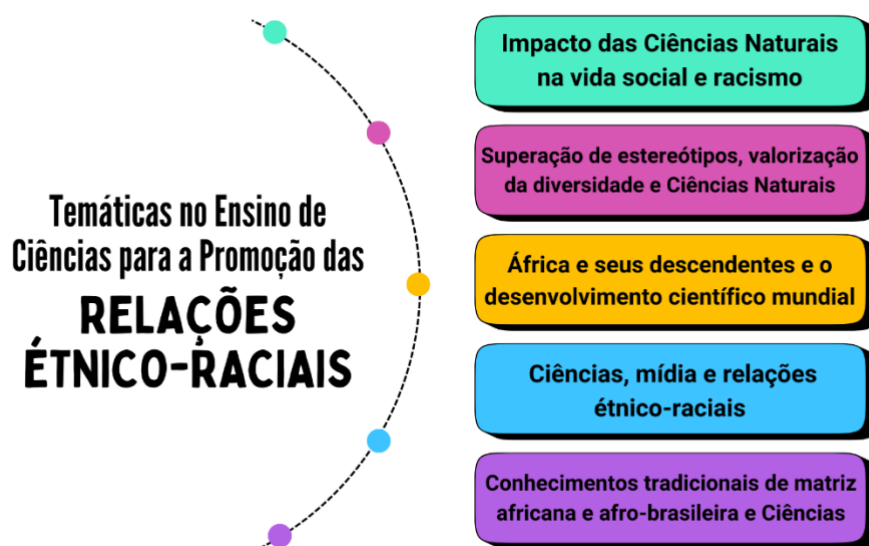 Temáticas no Ensino de
Ciências para a Promoção das
RELAÇÕES
ÉTNICO-RACIAIS
Impacto das Ciências Naturais
na vida social e racismo
Superação de estereótipos, valorização
da diversidade e Ciências Naturais
África e seus descendentes e o
desenvolvimento científico mundial
Ciências, mídia e relações
étnico-raciais
Conhecimentos tradicionais de matriz
africana e afro-brasileira e Ciências